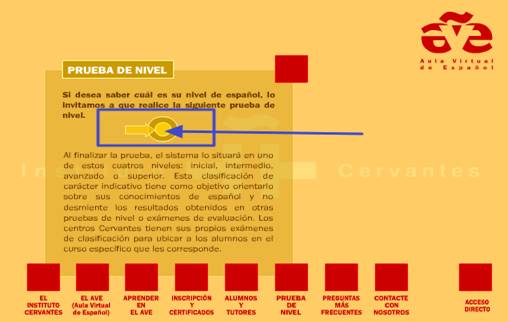 ave
Aula Virtual
de Español
PRUEBA DE NIVEL
Si desea saber cuál es su nivel de español, lo
invitamos a que realice la siguiente prueba de
nivel.
Al finalizar la prueba, el sistema lo situará en uno
de estos cuatros niveles: inicial, intermedio,
avanzado o superior. Esta clasificación de
carácter indicativo tiene como objetivo orientarlo
sobre sus conocimientos de español y no
desmiente los resultados obtenidos en otras
pruebas de nivel o exámenes de evaluación. Los
centros Cervantes tienen sus propios exámenes
de clasificación para ubicar a los alumnos en el
curso específico que les corresponde.
Cervantes
EL
INSTITUTO
CERVANTES
EL AVE
(Aula Virtual
de Español)
APRENDER
EN
EL AVE
INSCRIPCIÓN
Y
CERTIFICADOS
ALUMNOS
Y
TUTORES
PRUEBA
DE
NIVEL
PREGUNTAS
MÁS
FRECUENTES
CONTACTE
CON
NOSOTROS
ACCESO
DIRECTO